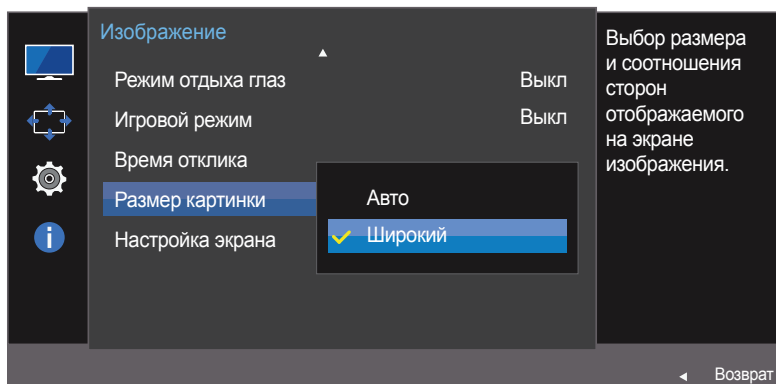 Изображение
Режим отдыха глаз Выкл
Игровой режим Выкл
Время отклика
Размер картинки
Настройка экрана
Авто
Широкий
Выбор размера
и соотношения
сторон
отображаемого
на экране
изображения.
Возврат